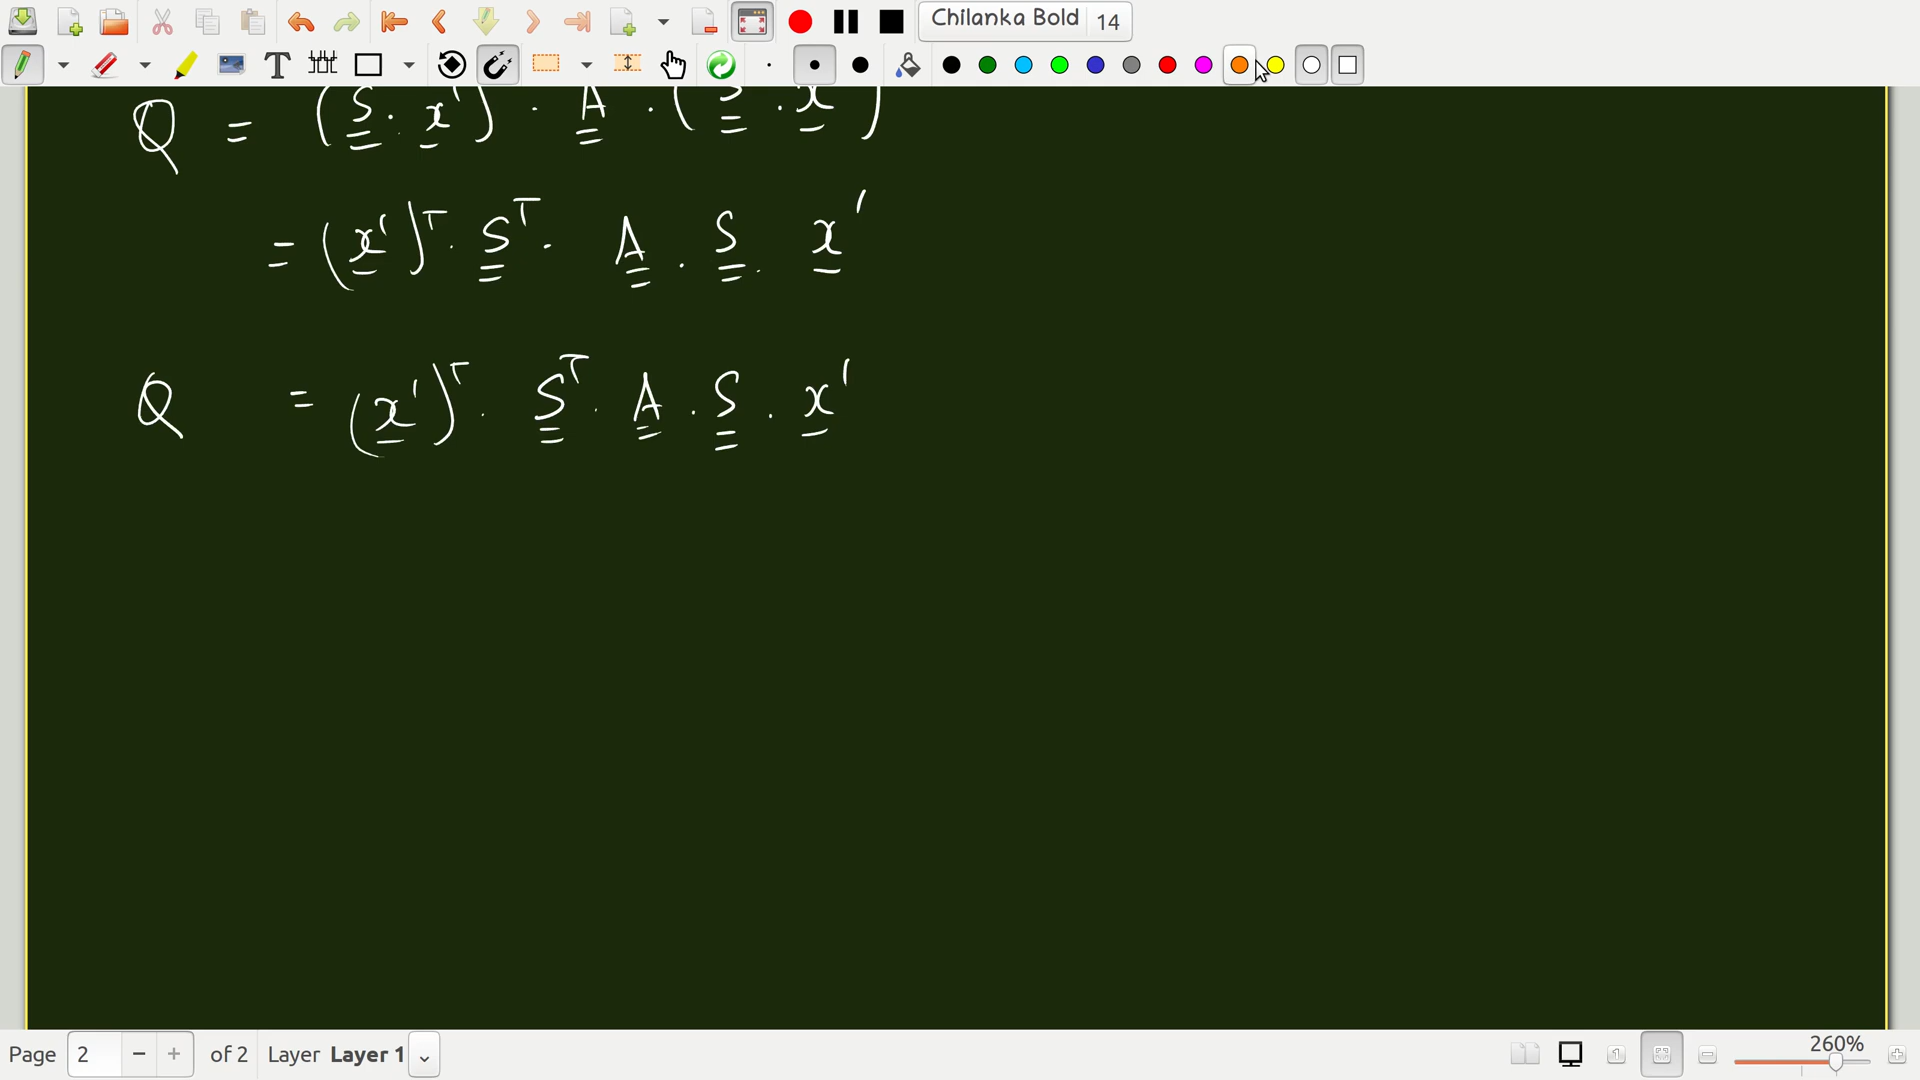 Chilanka Bold 14
Q = (S · x') · A · (S · x')
= (x')ᵀ · Sᵀ · A · S · x'
Q = (x')ᵀ · Sᵀ · A · S · x'
Page 2 − + of 2 Layer Layer 1 260%